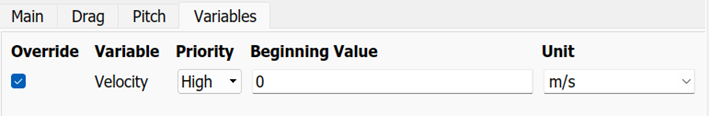 Main Drag Pitch Variables
Override Variable Priority Beginning Value Unit
Velocity High 0 m/s